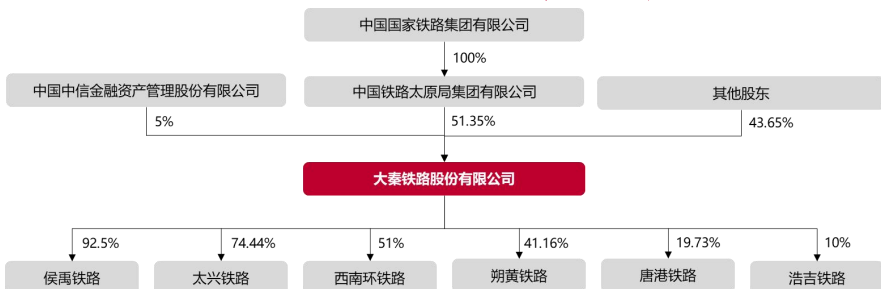 中国国家铁路集团有限公司
100%
中国中信金融资产管理股份有限公司
中国铁路太原局集团有限公司
其他股东
5%
51.35%
43.65%
大秦铁路股份有限公司
92.5%
74.44%
51%
41.16%
19.73%
10%
侯禹铁路
太兴铁路
西南环铁路
朔黄铁路
唐港铁路
浩吉铁路